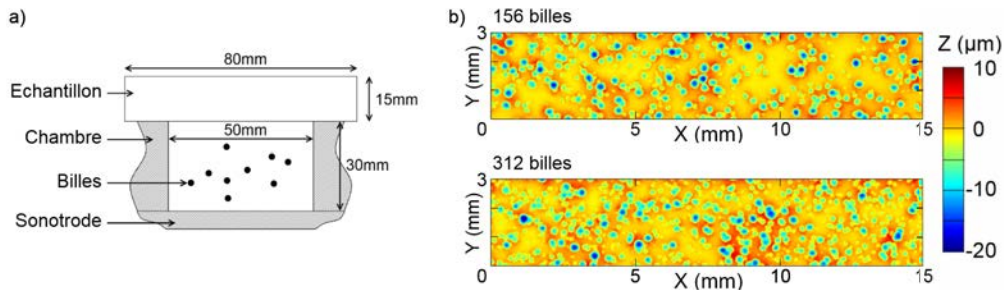 a)
80mm
Echantillon
15mm
Chambre
50mm
30mm
Billes
Sonotrode
b)
156 billes
Z (µm)
3
Y (mm)
0
5
10
15
X (mm)
312 billes
3
Y (mm)
0
5
10
15
X (mm)
10
0
-10
-20